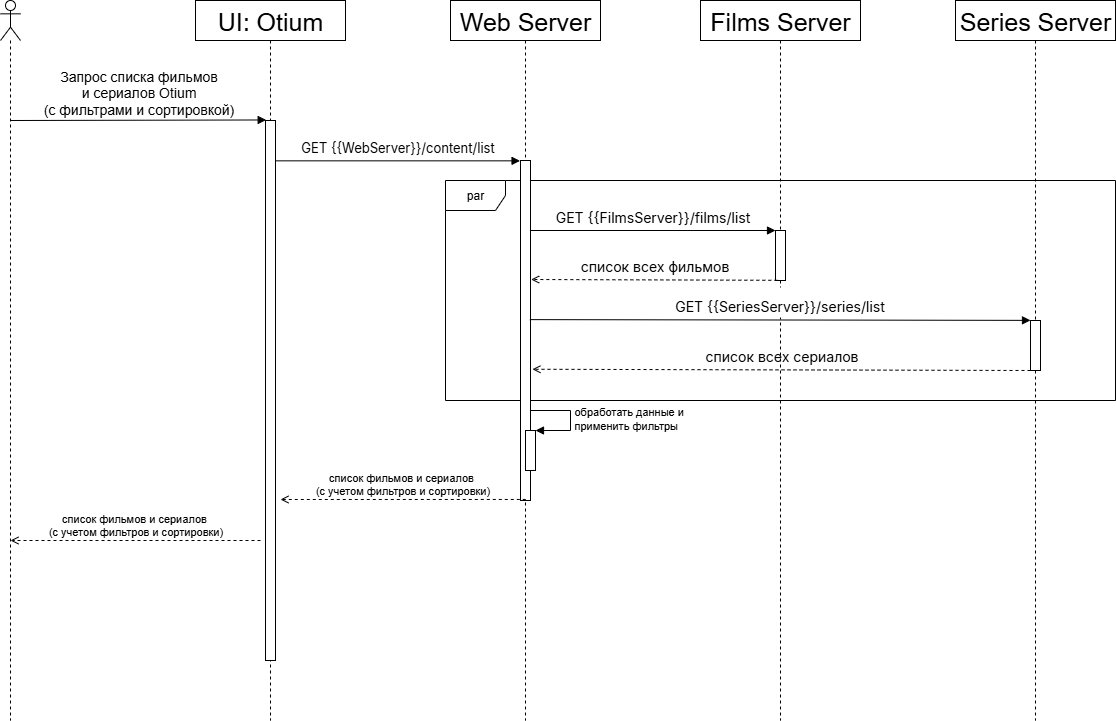 UI: Otium
Web Server
Films Server
Series Server
Запрос списка фильмов
и сериалов Otium
(с фильтрами и сортировкой)
GET {{WebServer}}/content/list
par
GET {{FilmsServer}}/films/list
список всех фильмов
GET {{SeriesServer}}/series/list
список всех сериалов
обработать данные и
применить фильтры
список фильмов и сериалов
(с учетом фильтров и сортировки)
список фильмов и сериалов
(с учетом фильтров и сортировки)